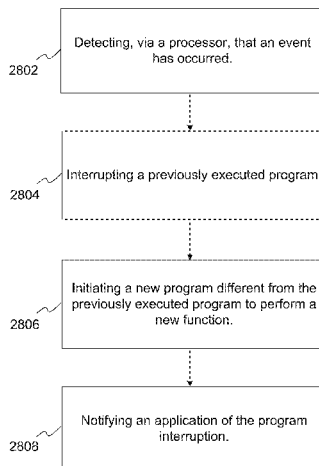 Detecting, via a processor, that an event
has occurred.
2802
Interrupting a previously executed program
2804
Initiating a new program different from the
previously executed program to perform
a new function.
2806
Notifying an application of the program
interruption.
2808